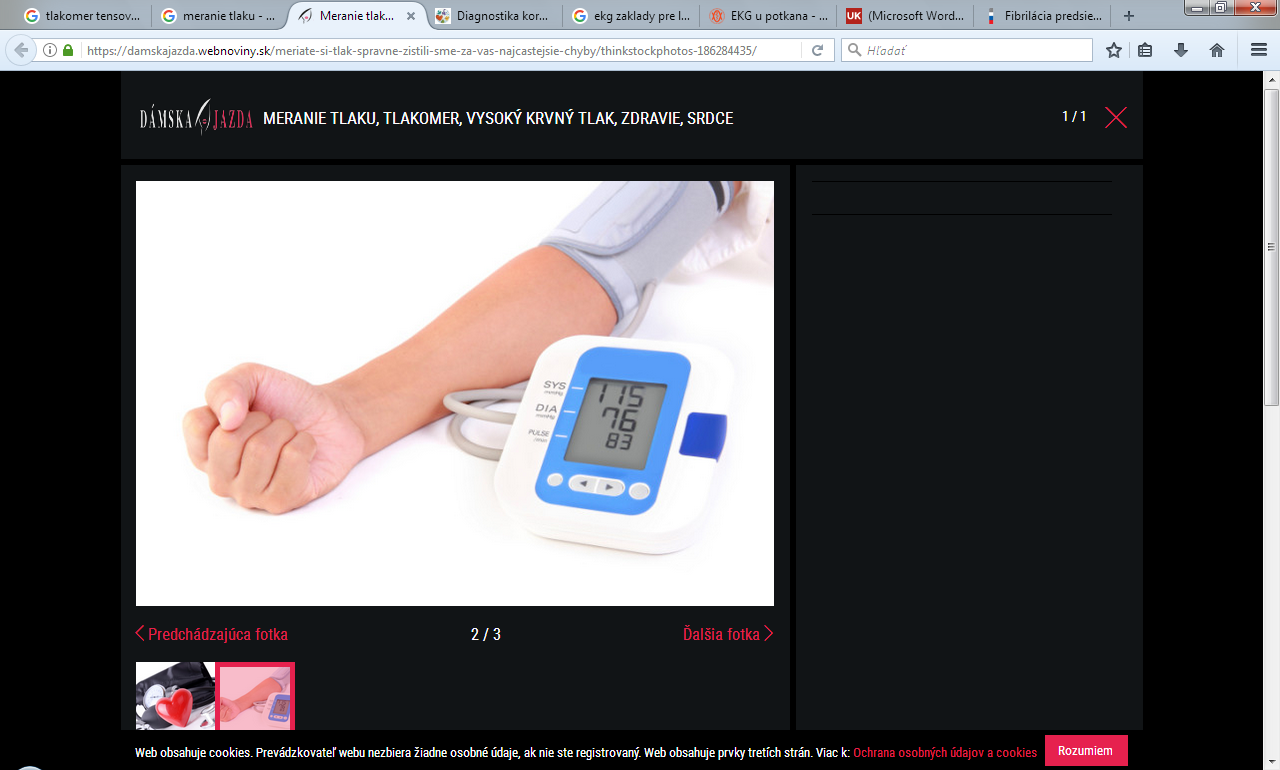 tlakomer tensov...
meranie tlaku - ...
Meranie tlak...
Diagnostika kor...
ekg zaklady pre l...
EKG u potkana - ...
UK (Microsoft Word...
Fibrilácia predsie...
https://damskajazda.webnoviny.sk/meriate-si-tlak-spravne-zistili-sme-za-vas-najcastejsie-chyby/thinkstockphotos-186284435/
Hľadať
DÁMSKA JAZDA
MERANIE TLAKU, TLAKOMER, VYSOKÝ KRVNÝ TLAK, ZDRAVIE, SRDCE
1 / 1
SYS
mmHg
115
DIA
mmHg
76
PULSE
/min
83
Predchádzajúca fotka
2 / 3
Ďalšia fotka
Web obsahuje cookies. Prevádzkovateľ webu nezbiera žiadne osobné údaje, ak nie ste registrovaný. Web obsahuje prvky tretích strán. Viac k: Ochrana osobných údajov a cookies
Rozumiem